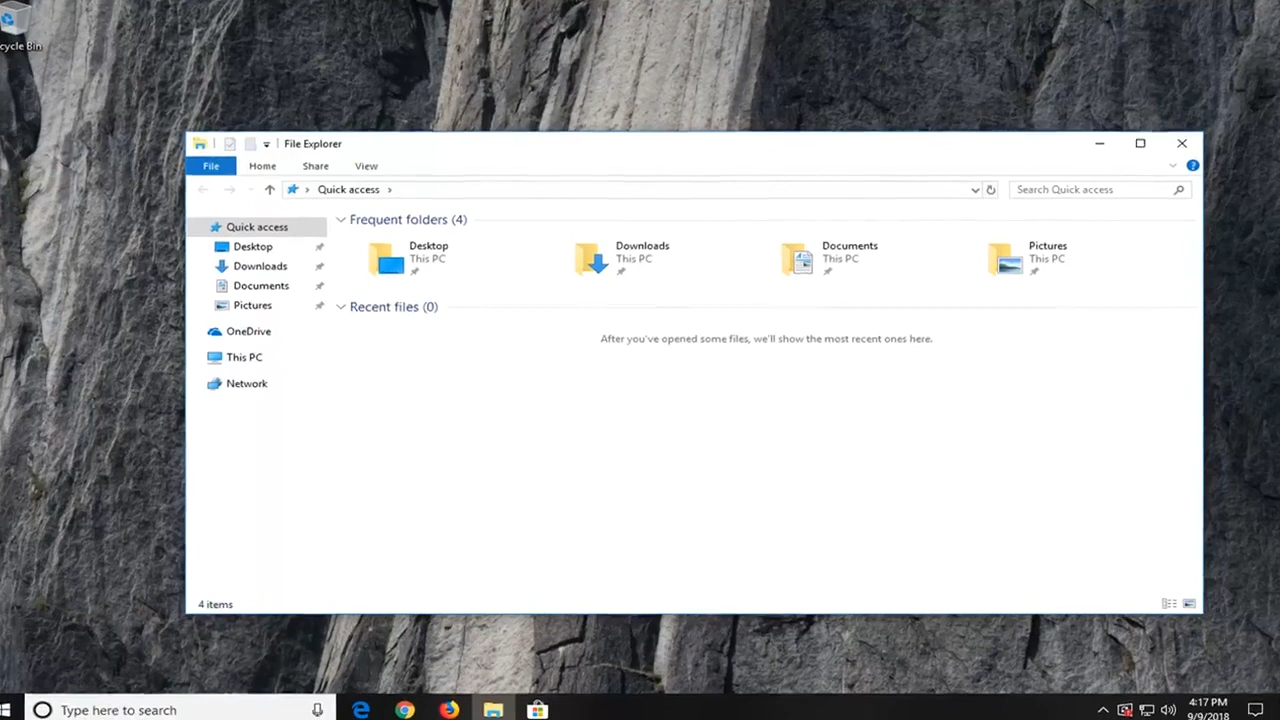 cycle Bin
File Explorer
File Home Share View
Quick access
Search Quick access
Quick access
Desktop
Downloads
Documents
Pictures
OneDrive
This PC
Network
Frequent folders (4)
Desktop
This PC
Downloads
This PC
Documents
This PC
Pictures
This PC
Recent files (0)
After you've opened some files, we'll show the most recent ones here.
4 items
Type here to search
4:17 PM
9/9/2018